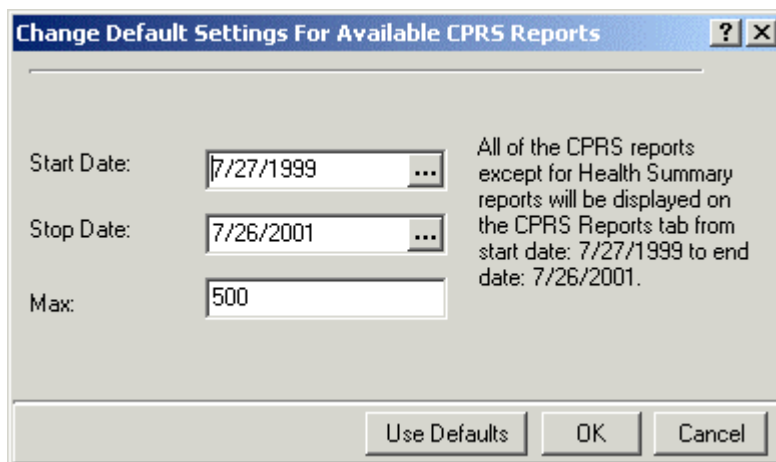 Change Default Settings For Available CPRS Reports
Start Date:
7/27/1999
...
All of the CPRS reports
except for Health Summary
reports will be displayed on
the CPRS Reports tab from
start date: 7/27/1999 to end
date: 7/26/2001.
Stop Date:
7/26/2001
...
Max:
500
Use Defaults
OK
Cancel